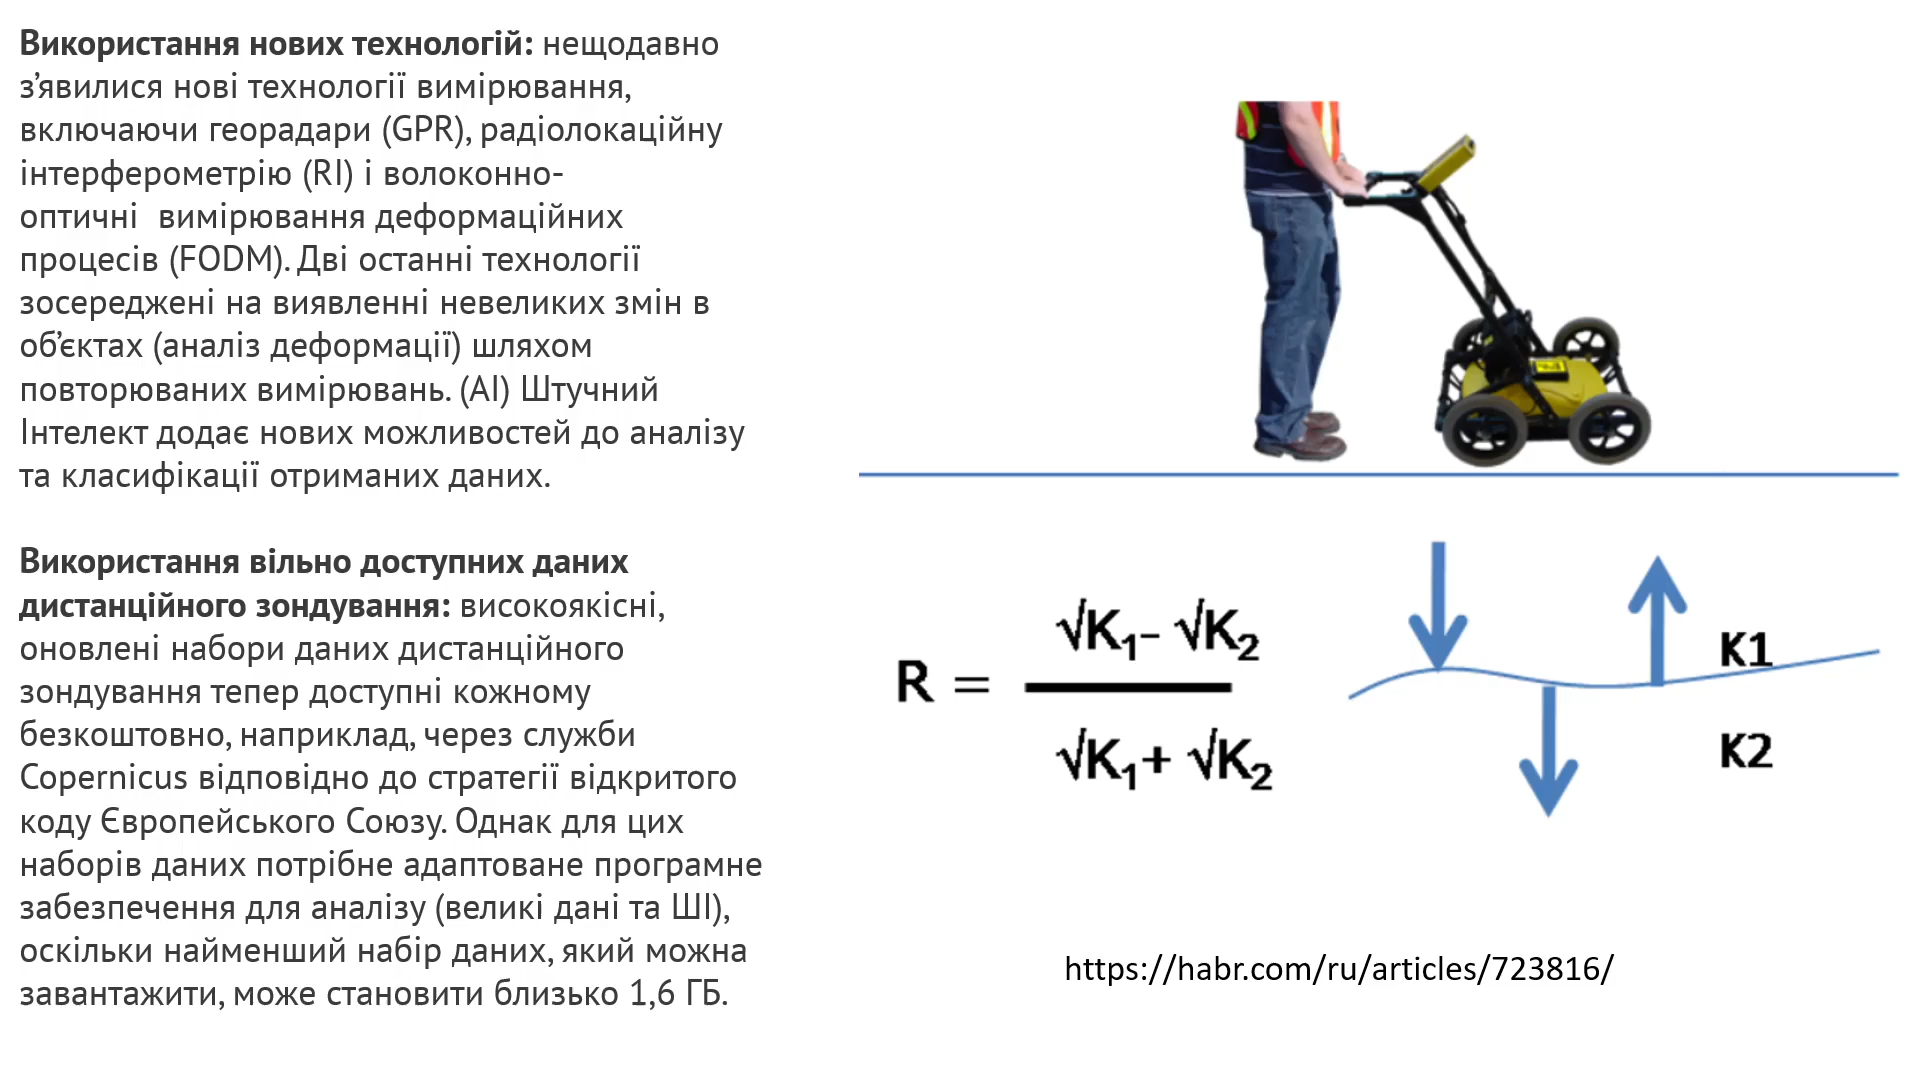 Використання нових технологій: нещодавно
з’явилися нові технології вимірювання,
включаючи георадари (GPR), радіолокаційну
інтерферометрію (RI) і волоконно-
оптичні  вимірювання деформаційних
процесів (FODM). Дві останні технології
зосереджені на виявленні невеликих змін в
об’єктах (аналіз деформації) шляхом
повторюваних вимірювань. (AI) Штучний
Інтелект додає нових можливостей до аналізу
та класифікації отриманих даних.
Використання вільно доступних даних
дистанційного зондування: високоякісні,
оновлені набори даних дистанційного
зондування тепер доступні кожному
безкоштовно, наприклад, через служби
Copernicus відповідно до стратегії відкритого
коду Європейського Союзу. Однак для цих
наборів даних потрібне адаптоване програмне
забезпечення для аналізу (великі дані та ШІ),
оскільки найменший набір даних, який можна
завантажити, може становити близько 1,6 ГБ.
√K₁– √K₂
R =
√K₁+ √K₂
K1
K2
https://habr.com/ru/articles/723816/